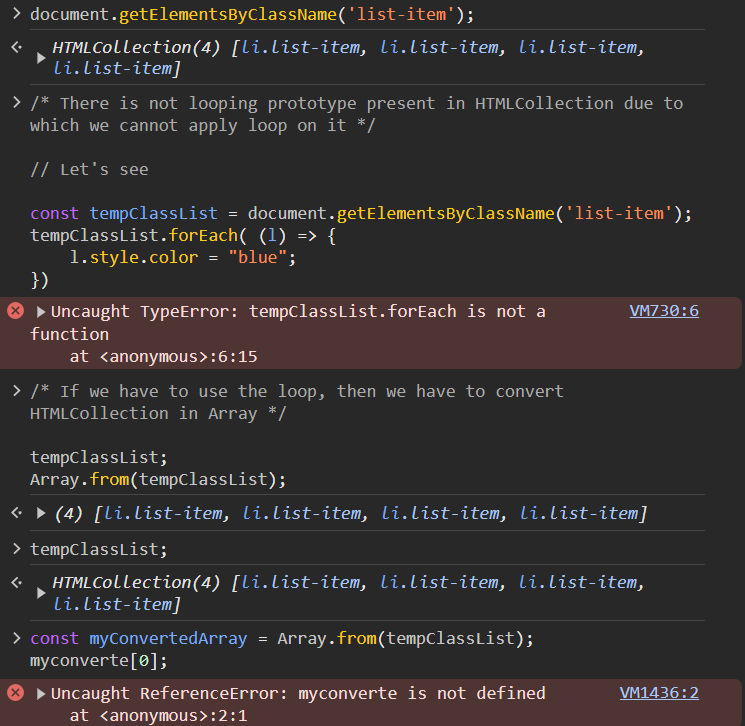 document.getElementsByClassName('list-item');
HTMLCollection(4) [li.list-item, li.list-item, li.list-item,
li.list-item]
/* There is not looping prototype present in HTMLCollection due to
which we cannot apply loop on it */
// Let's see
const tempClassList = document.getElementsByClassName('list-item');
tempClassList.forEach( (l) => {
l.style.color = "blue";
})
Uncaught TypeError: tempClassList.forEach is not a VM730:6
function
at <anonymous>:6:15
/* If we have to use the loop, then we have to convert
HTMLCollection in Array */
tempClassList;
Array.from(tempClassList);
(4) [li.list-item, li.list-item, li.list-item, li.list-item]
tempClassList;
HTMLCollection(4) [li.list-item, li.list-item, li.list-item,
li.list-item]
const myConvertedArray = Array.from(tempClassList);
myconverte[0];
Uncaught ReferenceError: myconverte is not defined VM1436:2
at <anonymous>:2:1